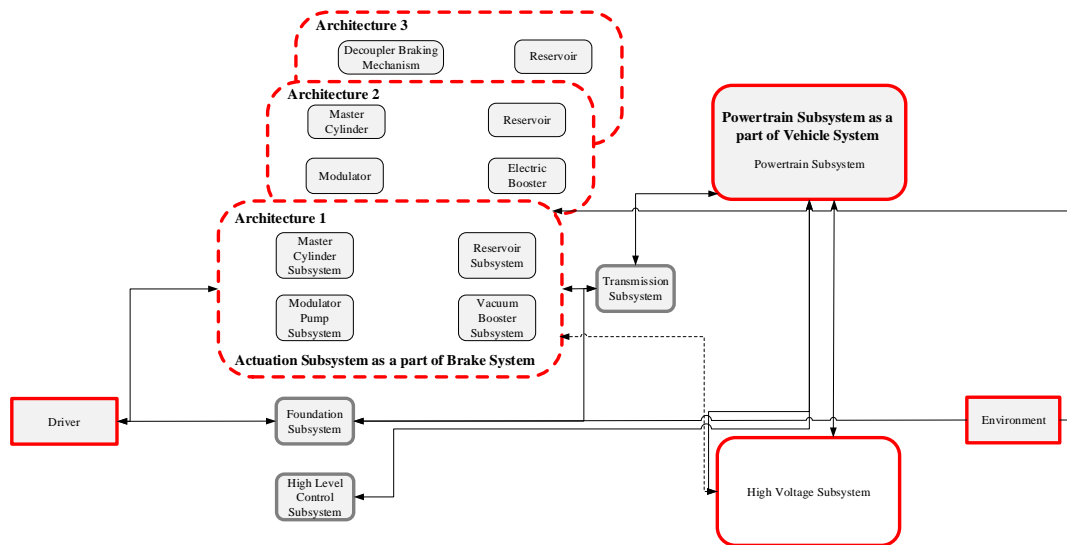 Architecture 3
Decoupler Braking
Mechanism
Reservoir
Architecture 2
Master
Cylinder
Reservoir
Modulator
Electric
Booster
Powertrain Subsystem as a
part of Vehicle System
Powertrain Subsystem
Architecture 1
Master
Cylinder
Subsystem
Reservoir
Subsystem
Modulator
Pump
Subsystem
Vacuum
Booster
Subsystem
Actuation Subsystem as a part of Brake System
Transmission
Subsystem
Driver
Foundation
Subsystem
Environment
High Level
Control
Subsystem
High Voltage Subsystem